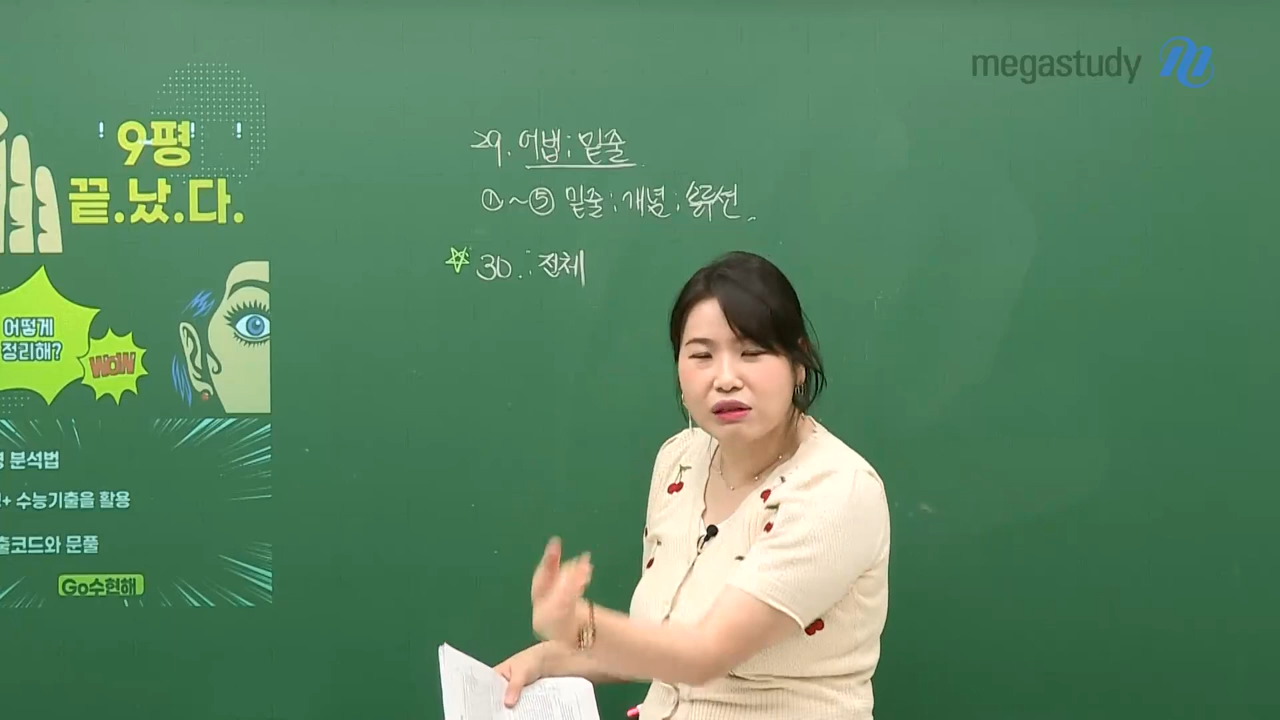 megastudy
! 9평 !
끝.났.다.
어떻게
정리해?
WOW
분석법
+ 수능기출을 활용
출코드와 문풀
Go수현해
29. 어법 ; 밑줄
①~⑤ 밑줄 ; 개념 ;
☆ 30. ; 전체